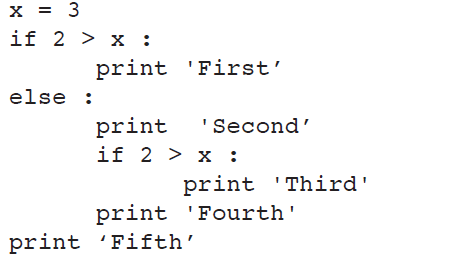 x = 3
if 2 > x :
        print 'First’
else :
        print  'Second’
        if 2 > x :
                print 'Third'
        print 'Fourth'
print ‘Fifth’